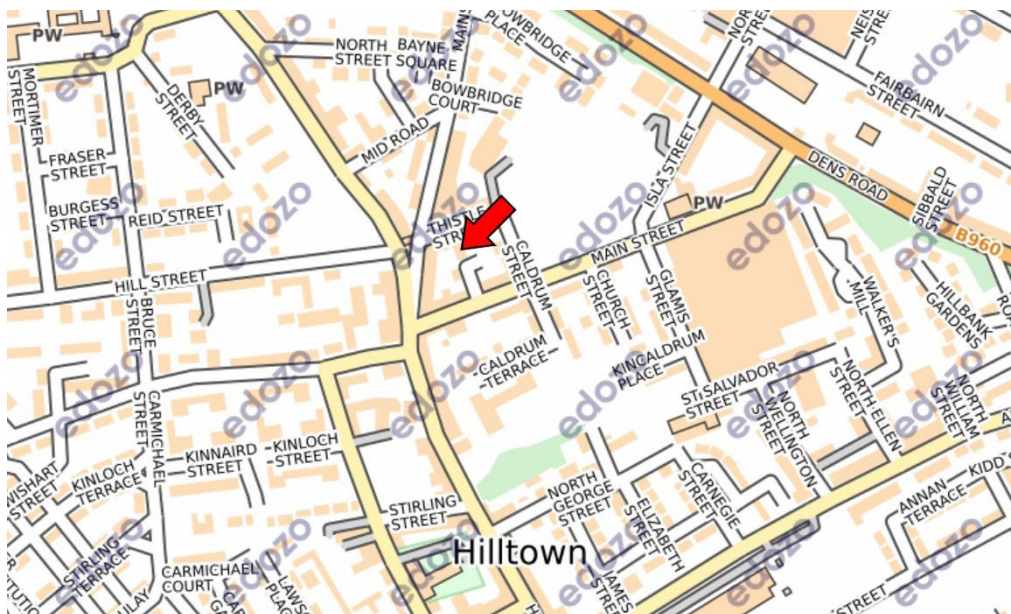 PW
MORTIMER
STREET
DERBY
STREET
PW
NORTH
STREET
BAYNE
SQUARE
MAINS
BOWBRIDGE
PLACE
BOWBRIDGE
COURT
MID ROAD
FAIRBAIRN
STREET
FRASER
STREET
BURGESS
STREET
REID STREET
ISLA STREET
DENS ROAD
SIBBALD
STREET
B960
PW
THISTLE
HILL STREET
BRUCE
STREET
CALDRUM
STREET
MAIN STREET
CHURCH
STREET
GLAMIS
STREET
WALKER'S
MILL
HILLBANK
GARDENS
CALDRUM
TERRACE
KINCALDRUM
PLACE
ST. SALVADOR
STREET
NORTH
WELLINGTON
STREET
NORTH ELLEN
STREET
NORTH
WILLIAM
STREET
CARMICHAEL
STREET
KINNAIRD
STREET
KINLOCH
STREET
WISHART
STREET
KINLOCH
TERRACE
STIRLING
TERRACE
STIRLING
STREET
NORTH
GEORGE
STREET
ELIZABETH
STREET
CARNEGIE
STREET
ANNAN
TERRACE
KIDD
Hilltown
CARMICHAEL
COURT
JAMES
edozo